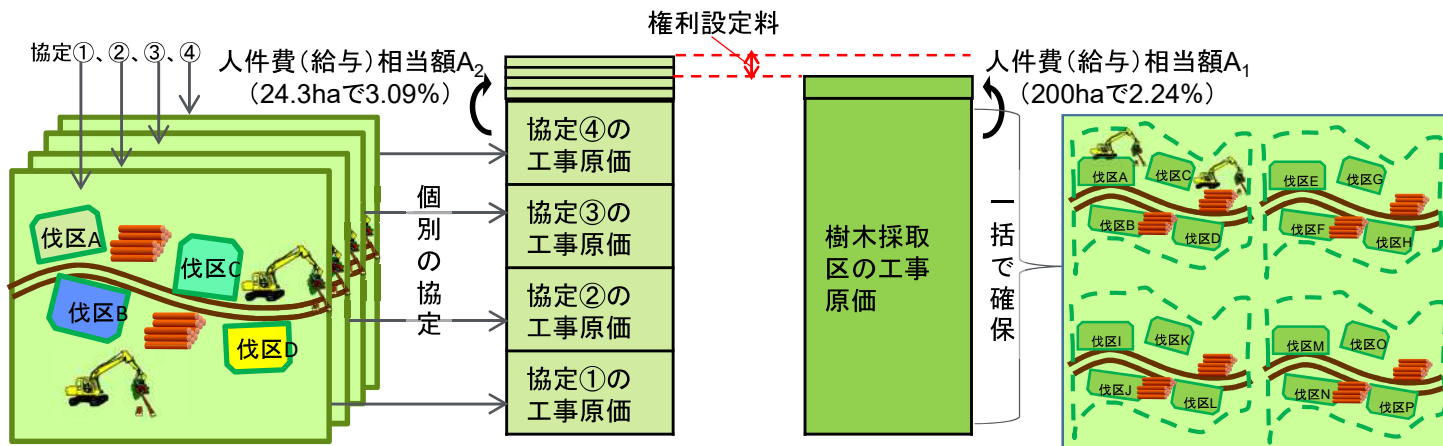 権利設定料
協定①、②、③、④
人件費(給与)相当額A₂
(24.3haで3.09%)
人件費(給与)相当額A₁
(200haで2.24%)
伐区A
伐区C
伐区B
伐区D
個別の協定
協定④の
工事原価
協定③の
工事原価
協定②の
工事原価
協定①の
工事原価
樹木採取
区の工事
原価
一括で確保
伐区A
伐区C
伐区B
伐区D
伐区E
伐区G
伐区F
伐区H
伐区I
伐区K
伐区J
伐区L
伐区M
伐区O
伐区N
伐区P